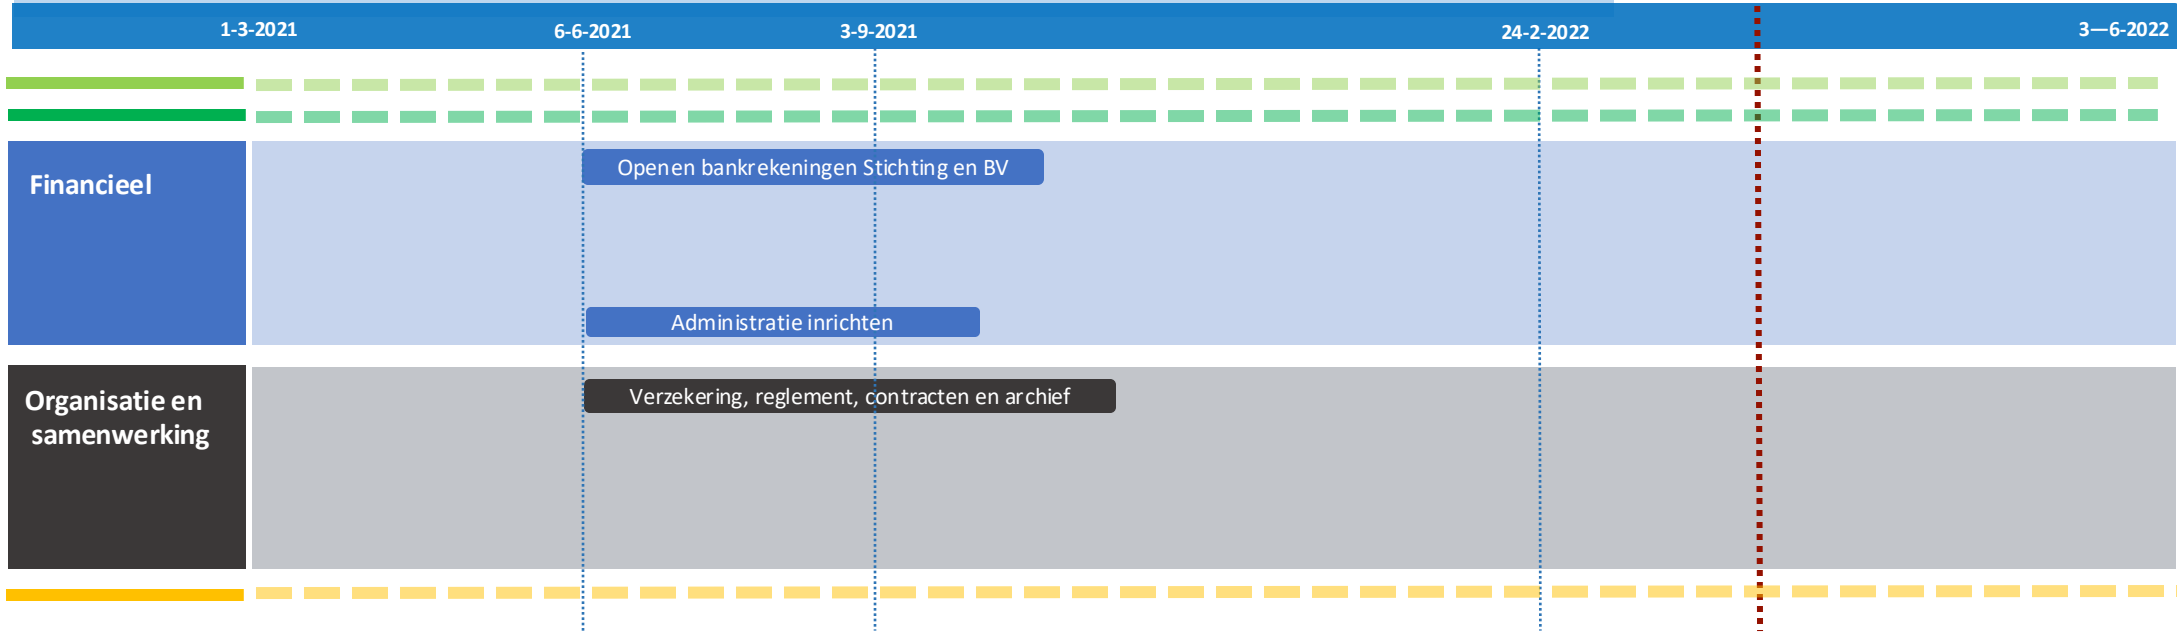 1-3-2021
6-6-2021
3-9-2021
24-2-2022
3—6-2022
Financieel
Openen bankrekeningen Stichting en BV
Administratie inrichten
Organisatie en
samenwerking
Verzekering, reglement, contracten en archief